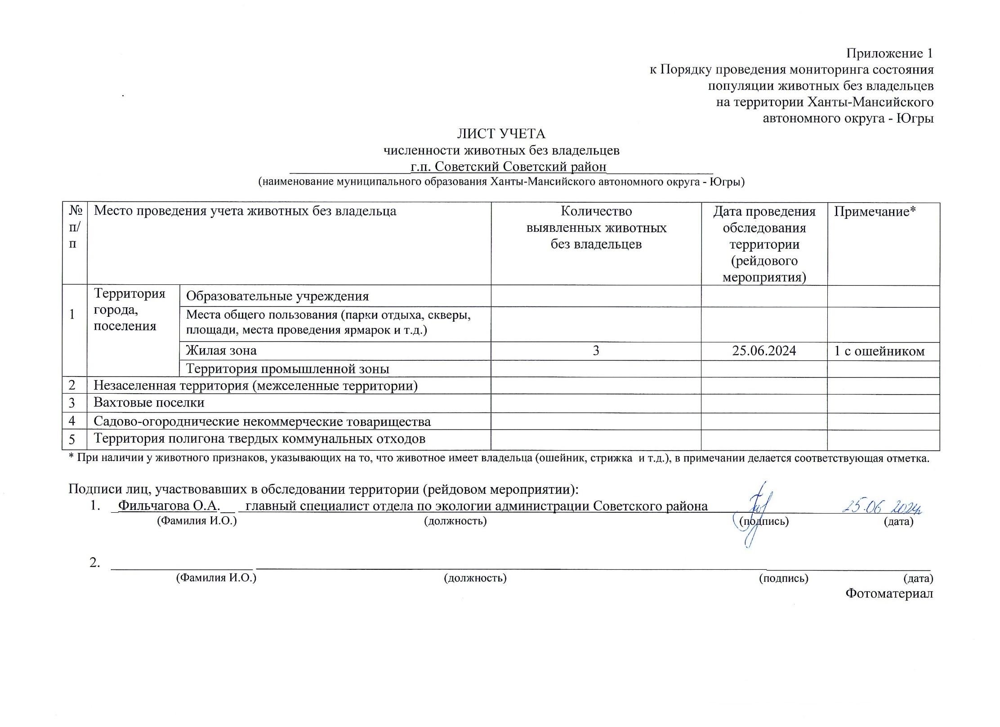 Приложение 1
к Порядку проведения мониторинга состояния
популяции животных без владельцев
на территории Ханты-Мансийского
автономного округа - Югры
ЛИСТ УЧЕТА
численности животных без владельцев
г.п. Советский Советский район
(наименование муниципального образования Ханты-Мансийского автономного округа - Югры)
№
п/
п
Место проведения учета животных без владельца
Количество
выявленных животных
без владельцев
Дата проведения
обследования
территории
(рейдового
мероприятия)
Примечание*
1
Территория
города,
поселения
Образовательные учреждения
Места общего пользования (парки отдыха, скверы,
площади, места проведения ярмарок и т.д.)
Жилая зона 3 25.06.2024 1 с ошейником
Территория промышленной зоны
2 Незаселенная территория (межселенные территории)
3 Вахтовые поселки
4 Садово-огороднические некоммерческие товарищества
5 Территория полигона твердых коммунальных отходов
* При наличии у животного признаков, указывающих на то, что животное имеет владельца (ошейник, стрижка и т.д.), в примечании делается соответствующая отметка.
Подписи лиц, участвовавших в обследовании территории (рейдовом мероприятии):
1. _Фильчагова О.А.__ _главный специалист отдела по экологии администрации Советского района 25.06 2024г
(Фамилия И.О.) (должность) (подпись) (дата)
2.
(Фамилия И.О.) (должность) (подпись) (дата)
Фотоматериал